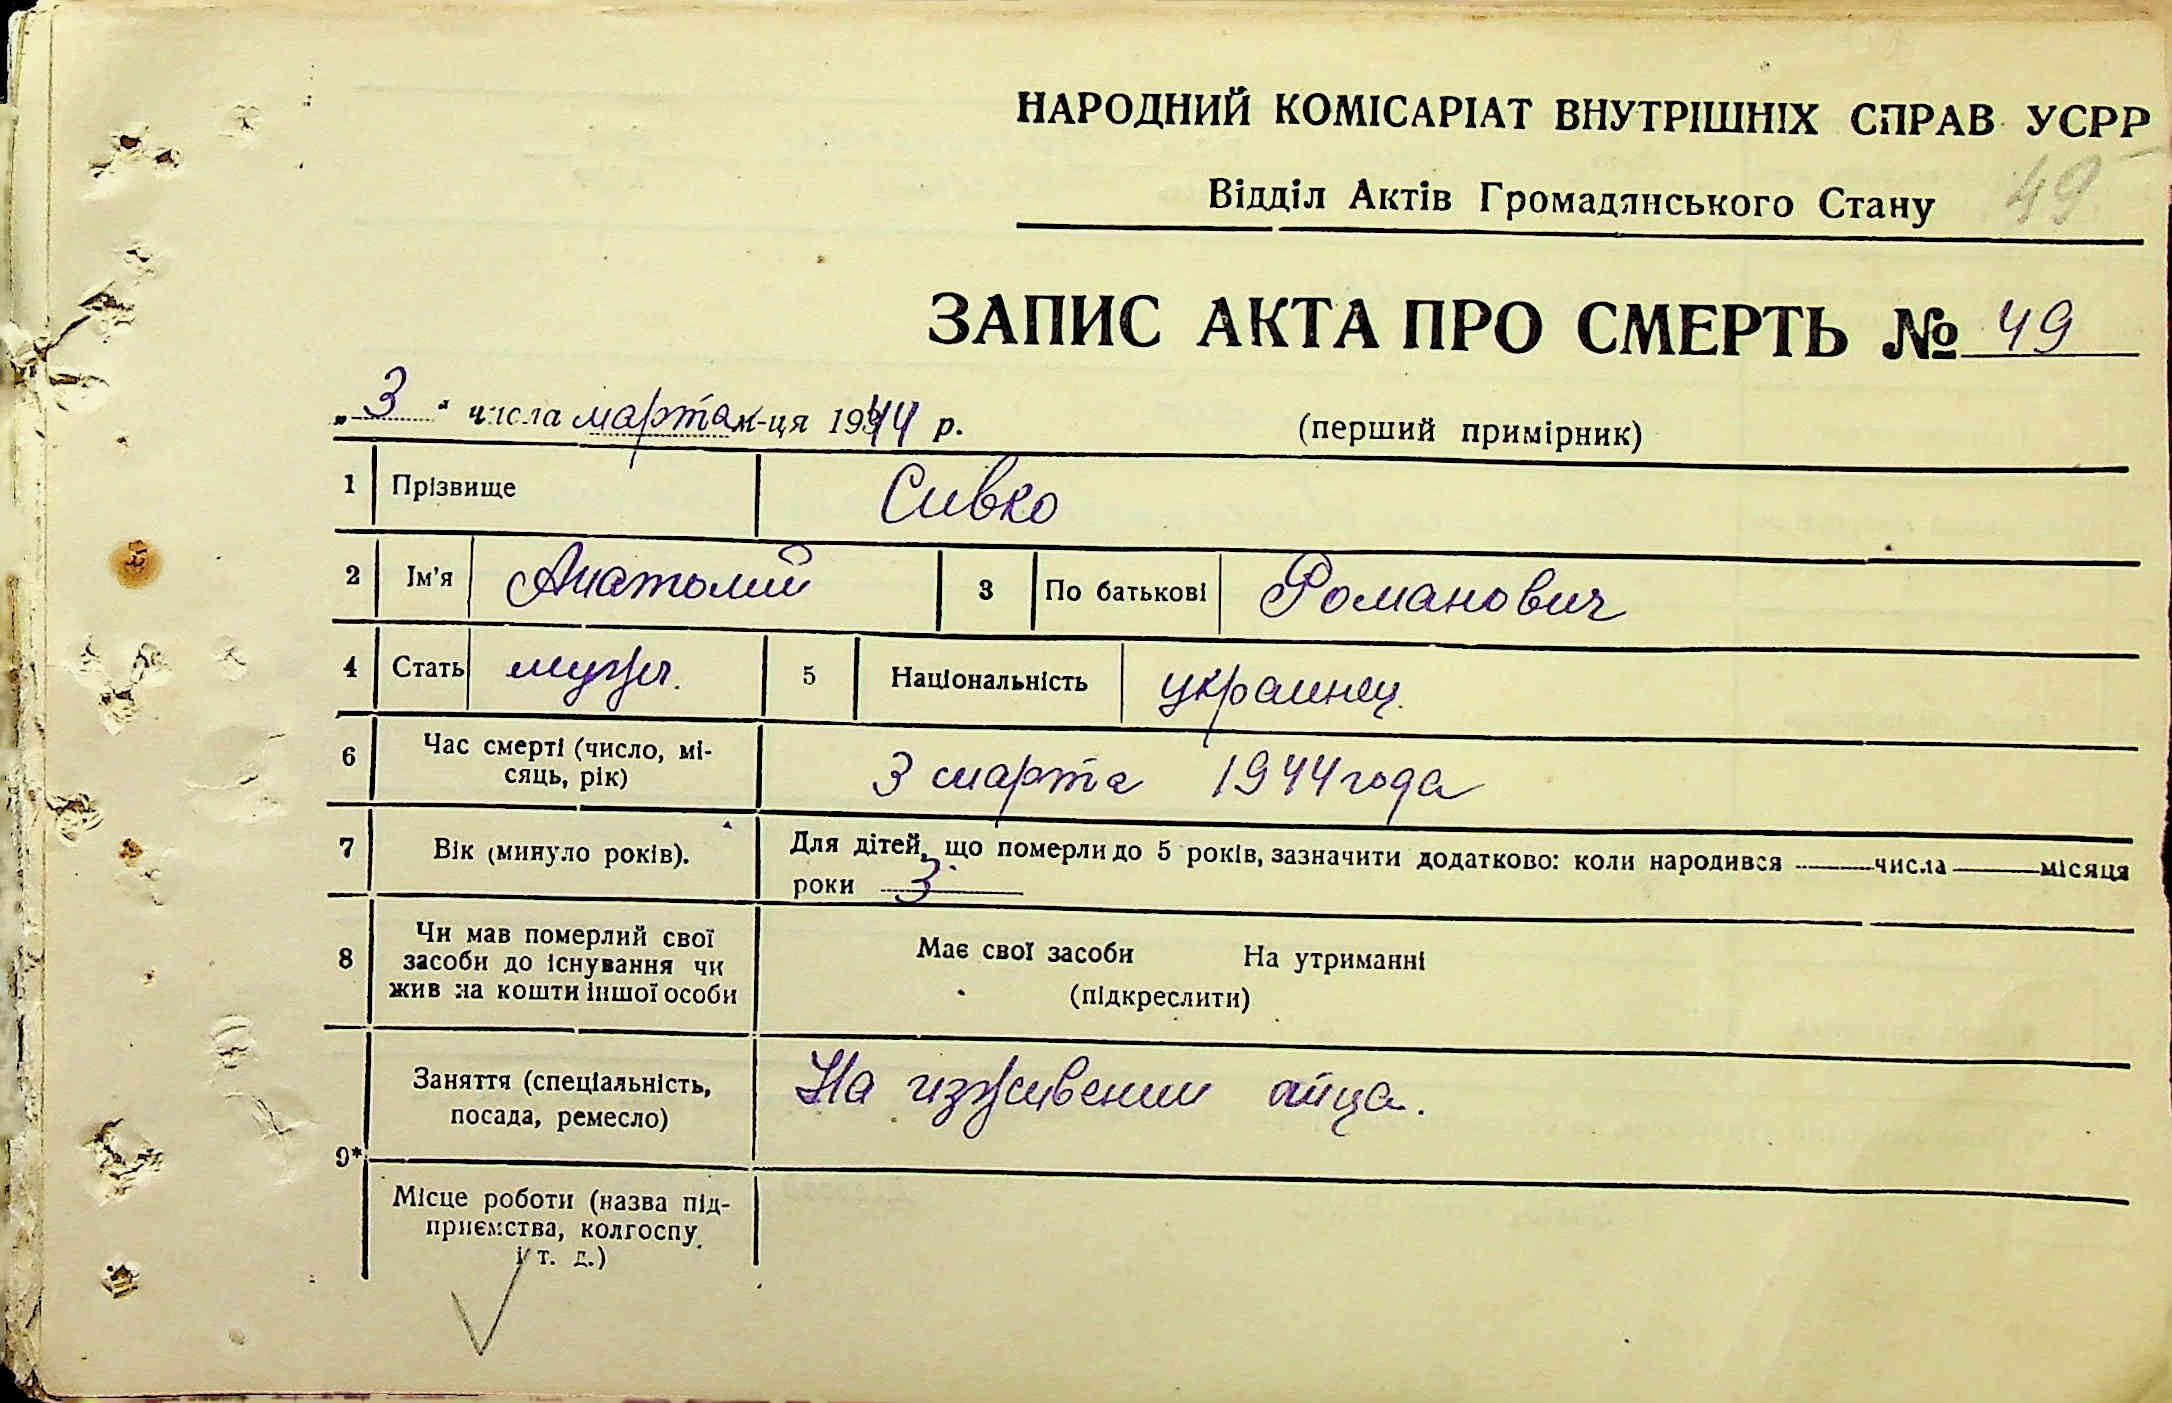 НАРОДНИЙ КОМІСАРІАТ ВНУТРІШНІХ СПРАВ УСРР
Відділ Актів Громадянського Стану 49
ЗАПИС АКТА ПРО СМЕРТЬ № 49
„ 3 " числа марта м-ця 1944 р. (перший примірник)
1 Прізвище Сивко
2 Ім'я Анатолий 3 По батькові Романович
4 Стать мужч. 5 Національність украинец.
6 Час смерті (число, мі-
сяць, рік) 3 марта 1944 года
7 Вік (минуло років). Для дітей, що померли до 5 років, зазначити додатково: коли народився числа місяця
роки 3
8 Чи мав померлий свої
засоби до існування чи
жив на кошти іншої особи
Має свої засоби На утриманні
(підкреслити)
9* Заняття (спеціальність,
посада, ремесло) На иждивении отца.
Місце роботи (назва під-
приємства, колгоспу
і т. д.)